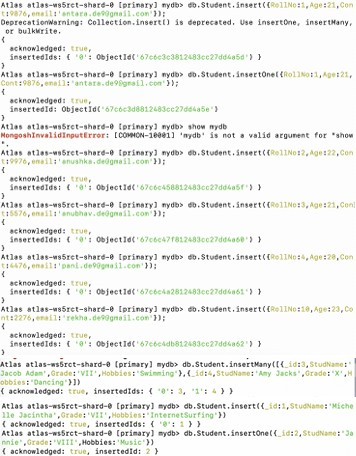 Atlas atlas-ws5rct-shard-0 [primary] mydb> db.Student.insert({RollNo:1,Age:21,
Cont:9876,email:'antara.de9@gmail.com'});
DeprecationWarning: Collection.insert() is deprecated. Use insertOne, insertMany,
or bulkWrite.
{
acknowledged: true,
insertedIds: { '0': ObjectId('67c6c3c3812483cc27dd4a5d') }
}
Atlas atlas-ws5rct-shard-0 [primary] mydb> db.Student.insertOne({RollNo:1,Age:21,
Cont:9876,email:'antara.de9@gmail.com'});
{
acknowledged: true,
insertedId: ObjectId('67c6c3d8812483cc27dd4a5e')
}
Atlas atlas-ws5rct-shard-0 [primary] mydb> show mydb
MongoshInvalidInputError: [COMMON-10001] 'mydb' is not a valid argument for "show
".
Atlas atlas-ws5rct-shard-0 [primary] mydb> db.Student.insert({RollNo:2,Age:22,Con
t:9976,email:'anushka.de9@gmail.com'});
{
acknowledged: true,
insertedIds: { '0': ObjectId('67c6c458812483cc27dd4a5f') }
}
Atlas atlas-ws5rct-shard-0 [primary] mydb> db.Student.insert({RollNo:3,Age:21,Con
t:5576,email:'anubhav.de9@gmail.com'});
{
acknowledged: true,
insertedIds: { '0': ObjectId('67c6c47f812483cc27dd4a60') }
}
Atlas atlas-ws5rct-shard-0 [primary] mydb> db.Student.insert({RollNo:4,Age:20,Con
t:4476,email:'pani.de9@gmail.com'});
{
acknowledged: true,
insertedIds: { '0': ObjectId('67c6c4a2812483cc27dd4a61') }
}
Atlas atlas-ws5rct-shard-0 [primary] mydb> db.Student.insert({RollNo:10,Age:23,Co
nt:2276,email:'rekha.de9@gmail.com'});
{
acknowledged: true,
insertedIds: { '0': ObjectId('67c6c4db812483cc27dd4a62') }
}
Atlas atlas-ws5rct-shard-0 [primary] mydb> db.Student.insertMany([{_id:3,StudName:'
Jacob Adam',Grade:'VII',Hobbies:'Swimming'},{_id:4,StudName:'Amy Jacks',Grade:'X',H
obbies:'Dancing'}])
{ acknowledged: true, insertedIds: { '0': 3, '1': 4 } }
Atlas atlas-ws5rct-shard-0 [primary] mydb> db.Student.insert({_id:1,StudName:'Miche
lle Jacintha',Grade:'VII',Hobbies:'InternetSurfing'})
{ acknowledged: true, insertedIds: { '0': 1 } }
Atlas atlas-ws5rct-shard-0 [primary] mydb> db.Student.insertOne({_id:2,StudName:'Ja
nnie',Grade:'VIII',Hobbies:'Music'})
{ acknowledged: true, insertedId: 2 }